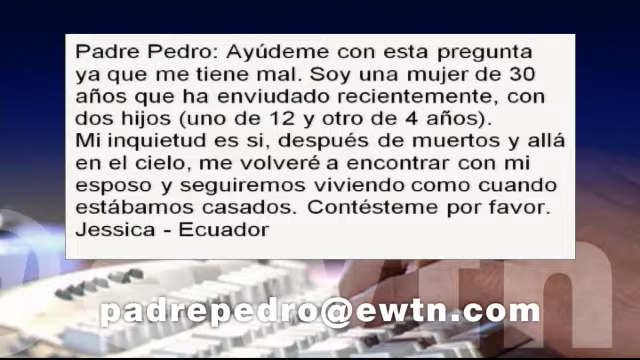 Padre Pedro: Ayúdeme con esta pregunta
ya que me tiene mal. Soy una mujer de 30
años que ha enviudado recientemente, con
dos hijos (uno de 12 y otro de 4 años).
Mi inquietud es si, después de muertos y allá
en el cielo, me volveré a encontrar con mi
esposo y seguiremos viviendo como cuando
estábamos casados. Contésteme por favor.
Jessica - Ecuador
ewtn
padrepedro@ewtn.com